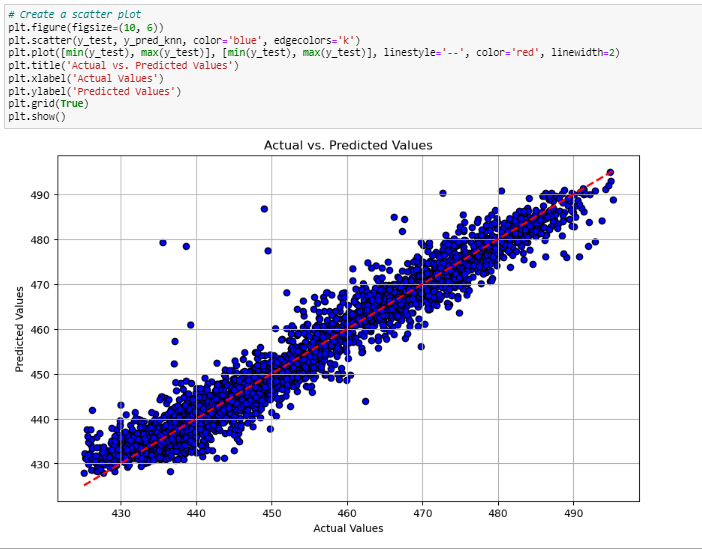 # Create a scatter plot
plt.figure(figsize=(10, 6))
plt.scatter(y_test, y_pred_knn, color='blue', edgecolors='k')
plt.plot([min(y_test), max(y_test)], [min(y_test), max(y_test)], linestyle='--', color='red', linewidth=2)
plt.title('Actual vs. Predicted Values')
plt.xlabel('Actual Values')
plt.ylabel('Predicted Values')
plt.grid(True)
plt.show()
Actual vs. Predicted Values
Predicted Values
490
480
470
460
450
440
430
430 440 450 460 470 480 490
Actual Values